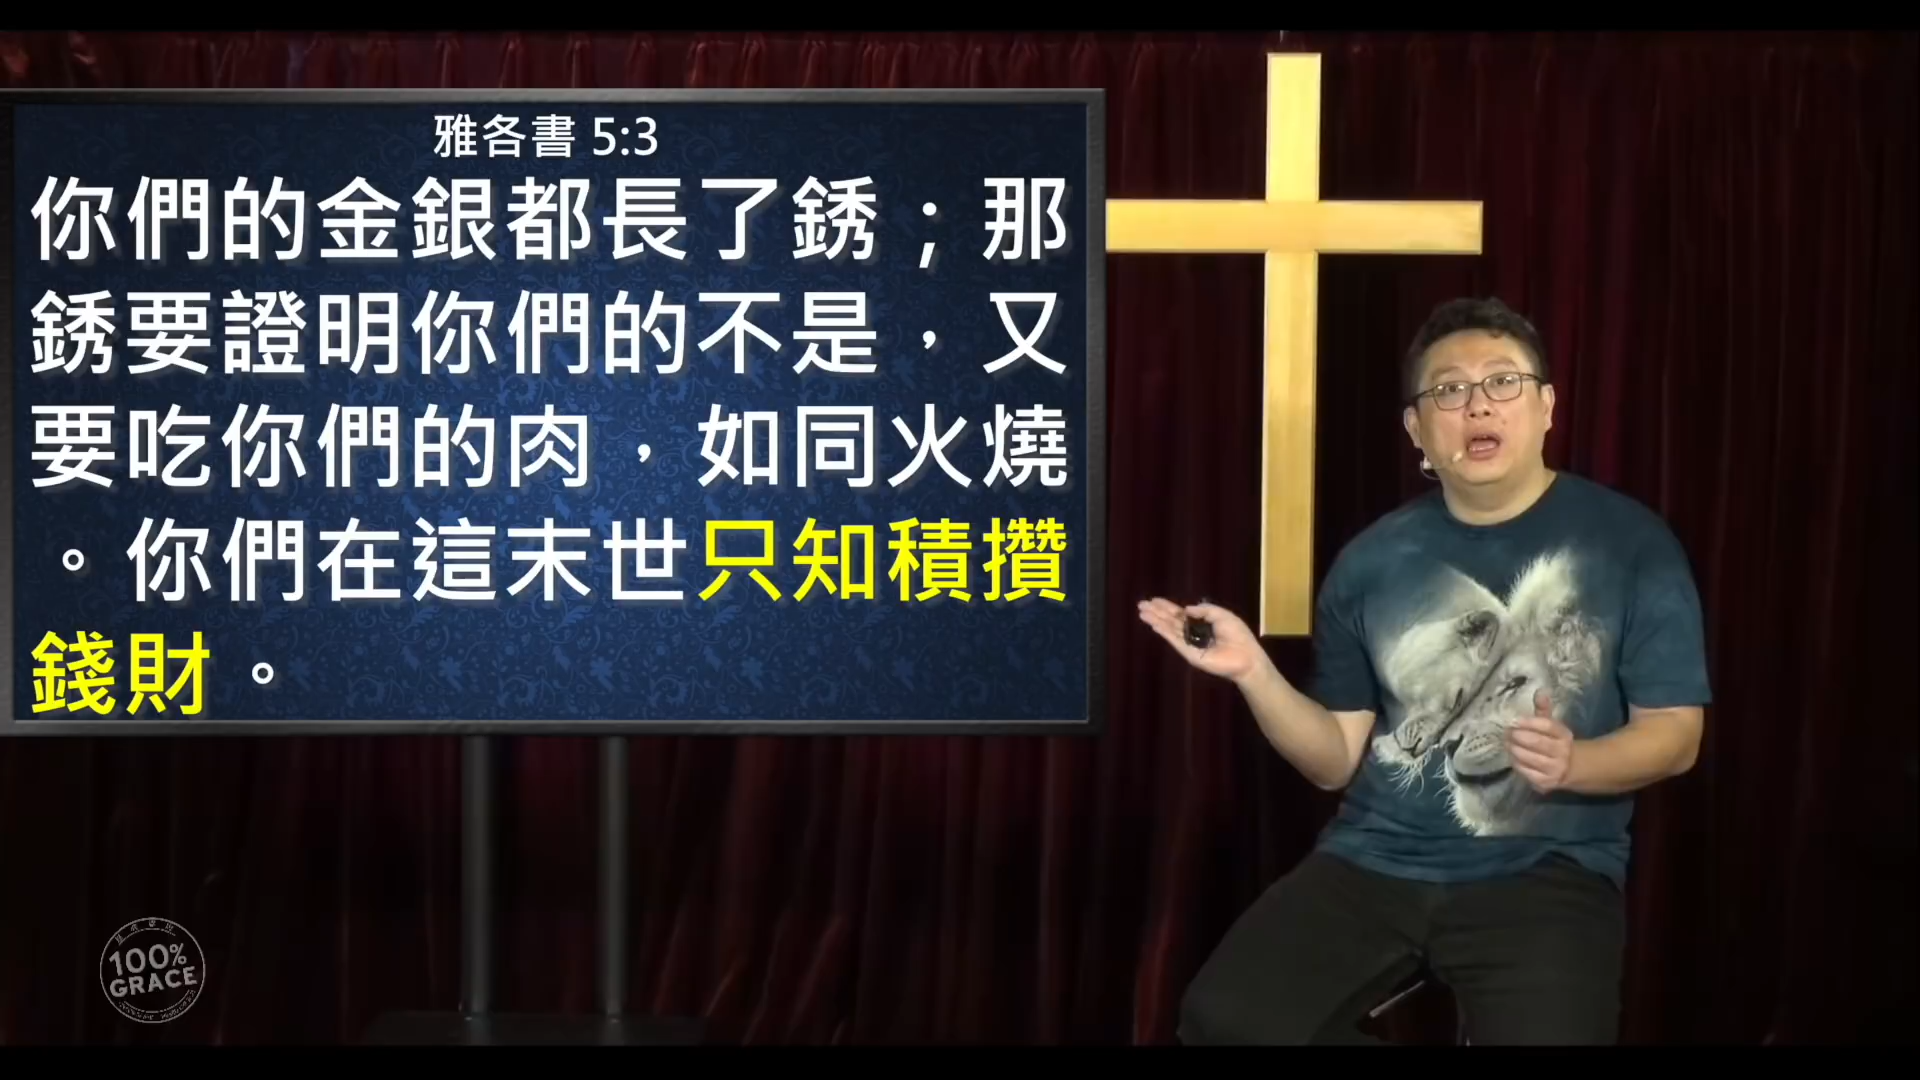 雅各書 5:3
你們的金銀都長了銹；那
銹要證明你們的不是，又
要吃你們的肉，如同火燒
。你們在這末世只知積攢
錢財。
100%
GRACE